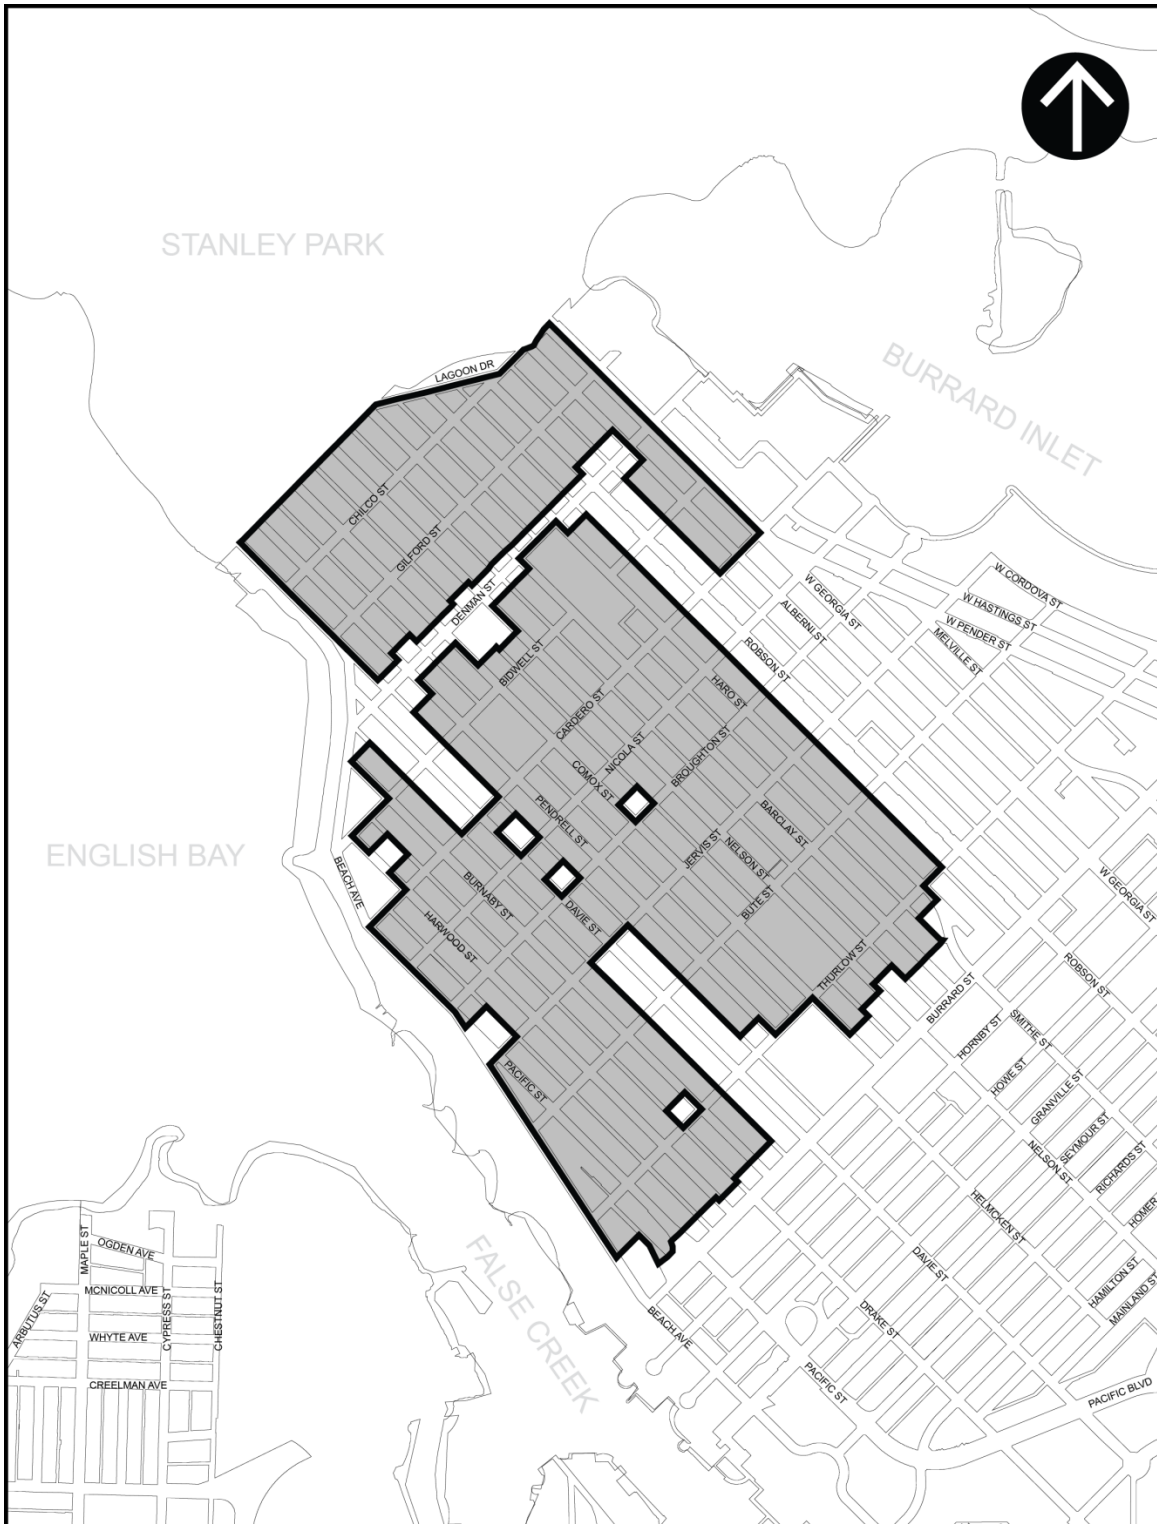 STANLEY PARK
BURRARD INLET
LAGOON DR
CHILCO ST
GILFORD ST
DENMAN ST
BIDWELL ST
W CORDOVA ST
W HASTINGS ST
W PENDER ST
MELVILLE ST
W GEORGIA ST
ALBERNI ST
ROBSON ST
HARO ST
CARDERO ST
NICOLA ST
BROUGHTON ST
COMOX ST
PENDRELL ST
BARCLAY ST
JERVIS ST
NELSON ST
BUTE ST
ENGLISH BAY
BEACH AVE
BURNABY ST
DAVIE ST
HARWOOD ST
THURLOW ST
W GEORGIA ST
ROBSON ST
BURRARD ST
HORNBY ST
SMITHE ST
HOWE ST
GRANVILLE ST
SEYMOUR ST
NELSON ST
RICHARDS ST
HOMER
PACIFIC ST
HELMCKEN ST
DAVIE ST
HAMILTON ST
MAINLAND ST
DRAKE ST
PACIFIC ST
PACIFIC BLVD
BEACH AVE
FALSE CREEK
MAPLE ST
OGDEN AVE
MCNICOLL AVE
ARBUTUS ST
WHYTE AVE
CYPRESS ST
CHESTNUT ST
CREELMAN AVE